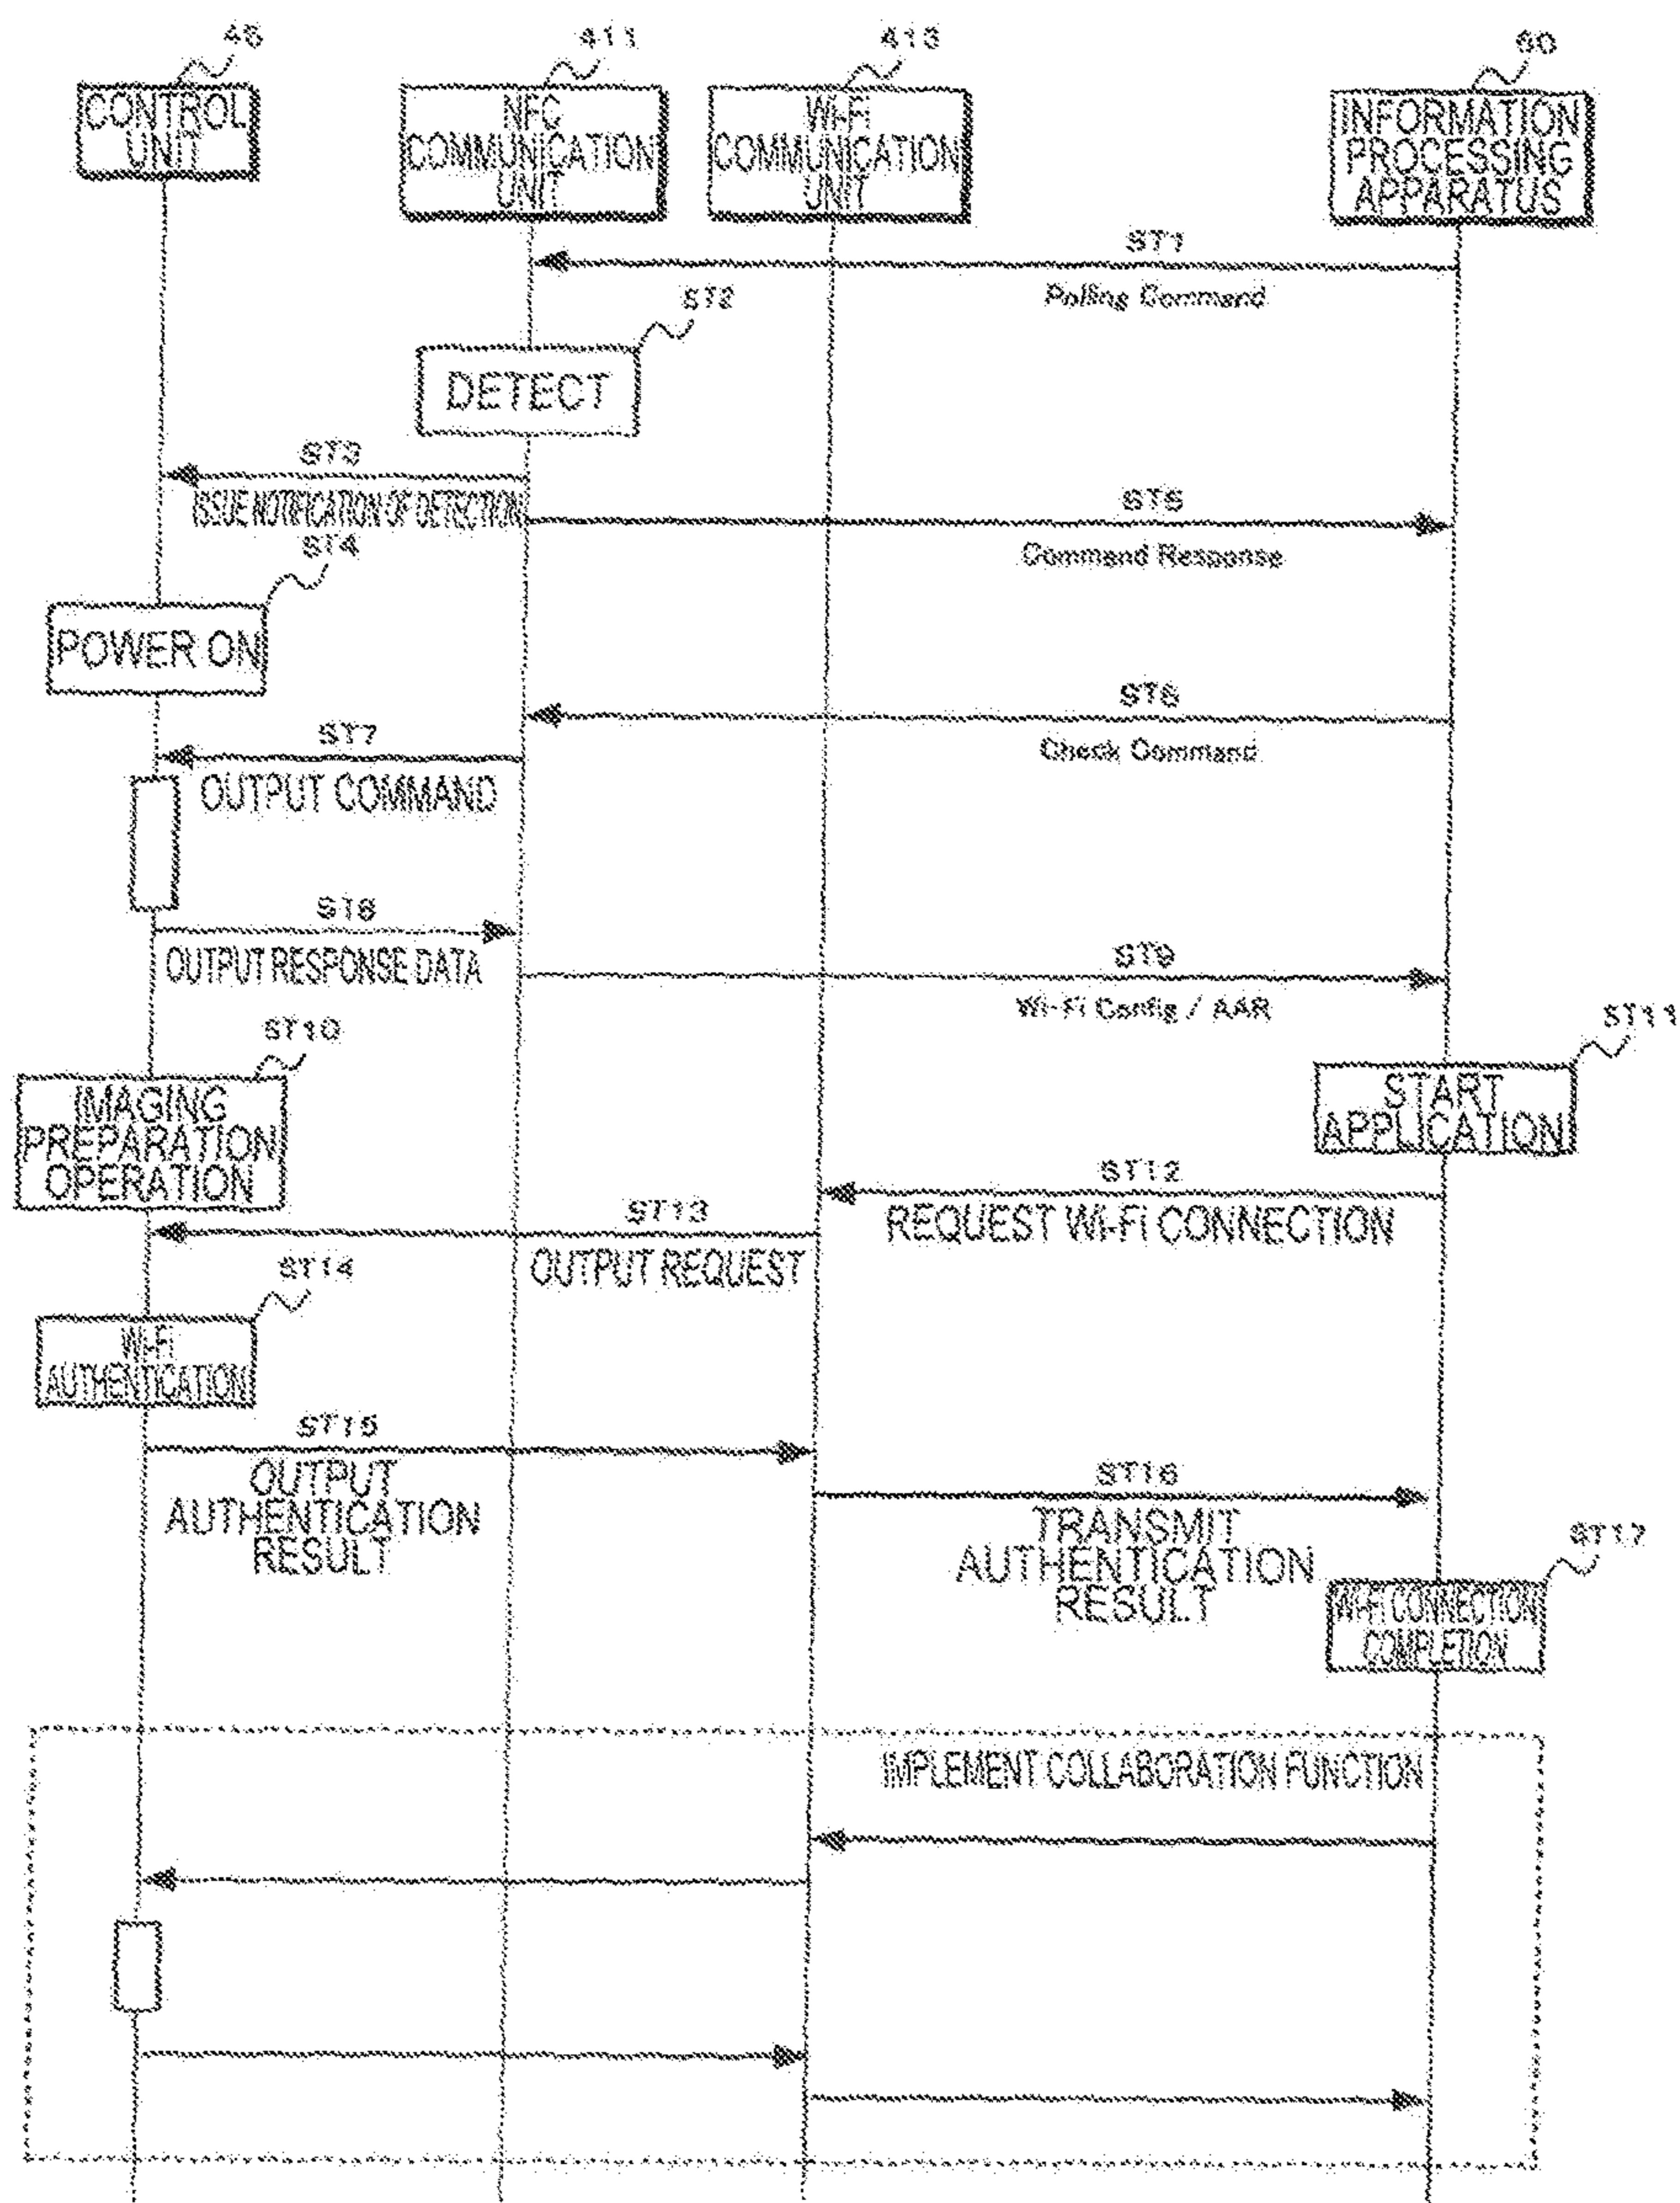 45
411
413
60
CONTROL
UNIT
NFC
COMMUNICATION
UNIT
Wi-Fi
COMMUNICATION
UNIT
INFORMATION
PROCESSING
APPARATUS
ST1
Polling Command
ST2
DETECT
ST3
ISSUE NOTIFICATION OF DETECTION
ST5
Command Response
ST4
POWER ON
ST6
Check Command
ST7
OUTPUT COMMAND
ST8
OUTPUT RESPONSE DATA
ST9
Wi-Fi Config / AAR
ST10
IMAGING
PREPARATION
OPERATION
ST11
START
APPLICATION
ST12
REQUEST Wi-Fi CONNECTION
ST13
OUTPUT REQUEST
ST14
Wi-Fi
AUTHENTICATION
ST15
OUTPUT
AUTHENTICATION
RESULT
ST16
TRANSMIT
AUTHENTICATION
RESULT
ST17
Wi-Fi CONNECTION
COMPLETION
IMPLEMENT COLLABORATION FUNCTION